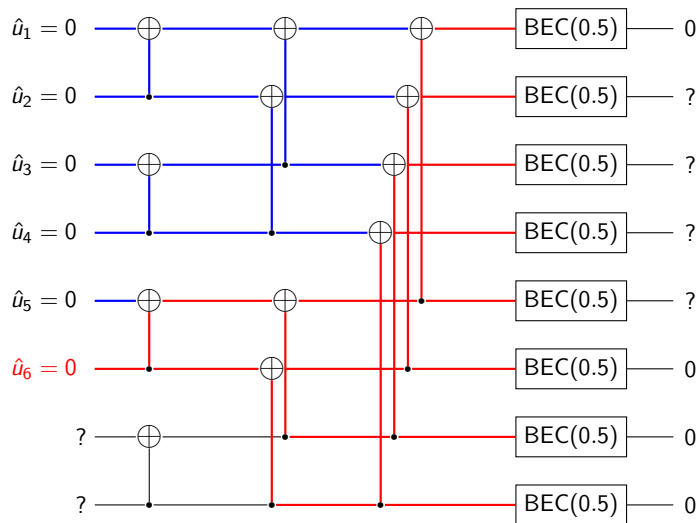 û₁ = 0 BEC(0.5) 0
û₂ = 0 BEC(0.5) ?
û₃ = 0 BEC(0.5) ?
û₄ = 0 BEC(0.5) ?
û₅ = 0 BEC(0.5) ?
û₆ = 0 BEC(0.5) 0
? BEC(0.5) 0
? BEC(0.5) 0